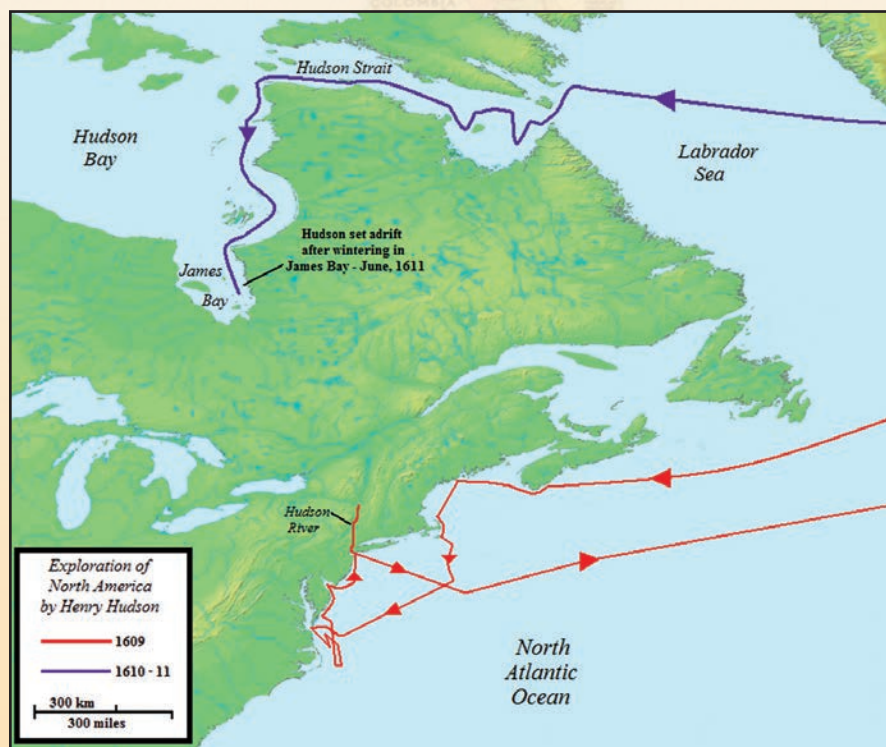 COLOMBIA
Hudson Strait
Hudson
Bay
Labrador
Sea
Hudson set adrift
after wintering in
James Bay - June, 1611
James
Bay
Hudson
River
Exploration of
North America
by Henry Hudson
1609
1610 - 11
300 km
300 miles
North
Atlantic
Ocean